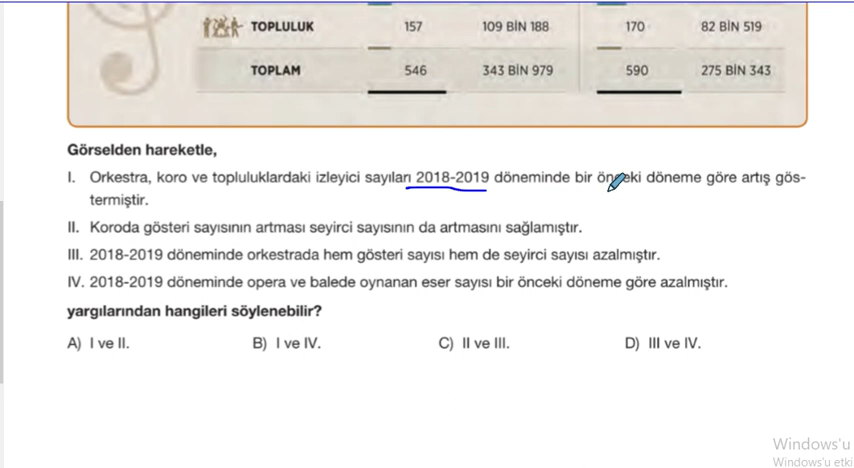 TOPLULUK 157 109 BİN 188 170 82 BİN 519
TOPLAM 546 343 BİN 979 590 275 BİN 343
Görselden hareketle,
I. Orkestra, koro ve topluluklardaki izleyici sayıları 2018-2019 döneminde bir önceki döneme göre artış gös-
termiştir.
II. Koroda gösteri sayısının artması seyirci sayısının da artmasını sağlamıştır.
III. 2018-2019 döneminde orkestrada hem gösteri sayısı hem de seyirci sayısı azalmıştır.
IV. 2018-2019 döneminde opera ve balede oynanan eser sayısı bir önceki döneme göre azalmıştır.
yargılarından hangileri söylenebilir?
A) I ve II. B) I ve IV. C) II ve III. D) III ve IV.
Windows'u
Windows'u etki